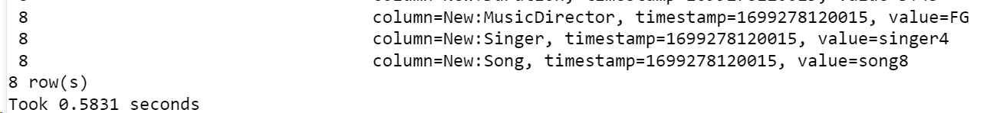 8 column=New:MusicDirector, timestamp=1699278120015, value=FG
8 column=New:Singer, timestamp=1699278120015, value=singer4
8 column=New:Song, timestamp=1699278120015, value=song8
8 row(s)
Took 0.5831 seconds